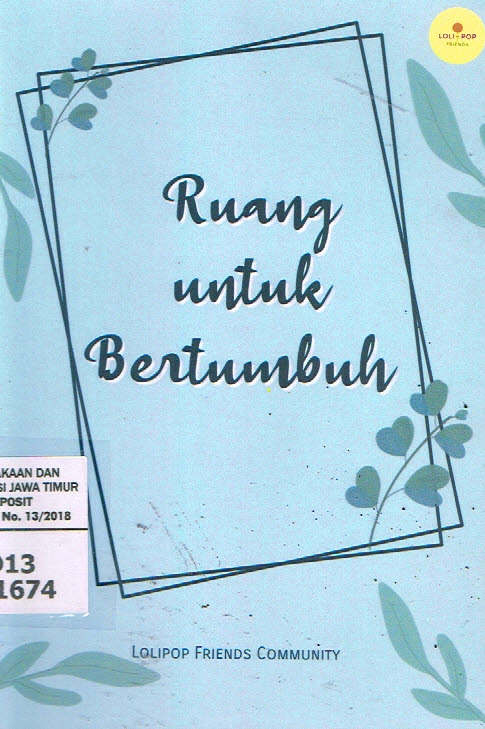 LOLI POP
FRIENDS
Ruang
untuk
Bertumbuh
AKAAN DAN
SI JAWA TIMUR
POSIT
No. 13/2018
013
1674
LOLIPOP FRIENDS COMMUNITY